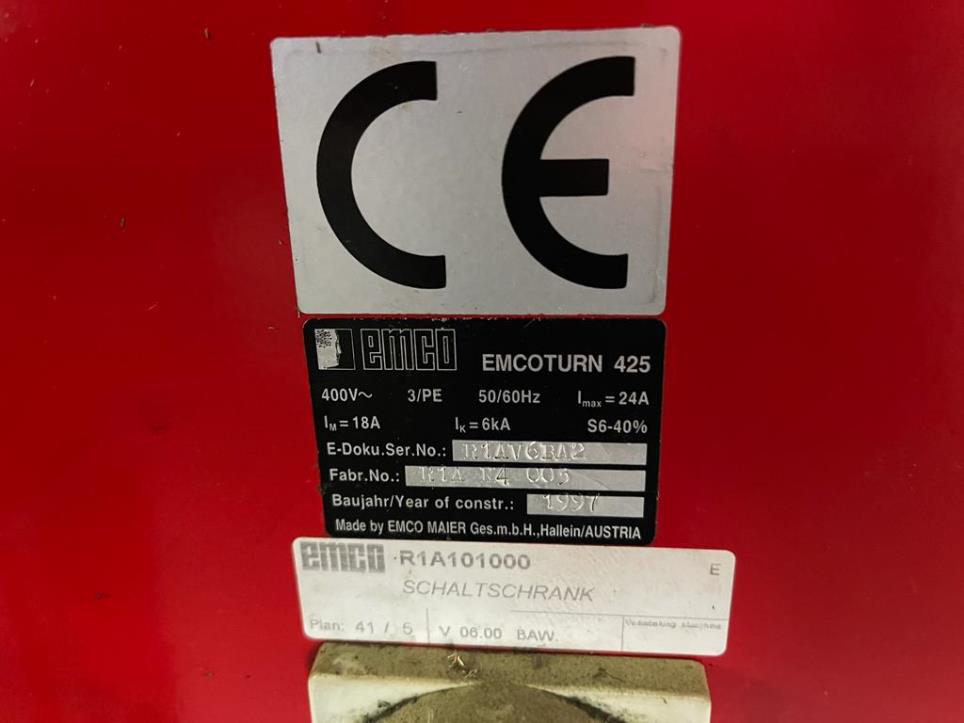 CE
emco EMCOTURN 425
400V~ 3/PE 50/60Hz Imax = 24A
IM = 18A IK = 6kA S6-40%
E-Doku.Ser.No.: R1AV6BA2
Fabr.No.: R1A 003
Baujahr/Year of constr.: 1997
Made by EMCO MAIER Ges.m.b.H.,Hallein/AUSTRIA
emco R1A101000 E
SCHALTSCHRANK
Plan: 41 / 5 V 06.00 BAW.